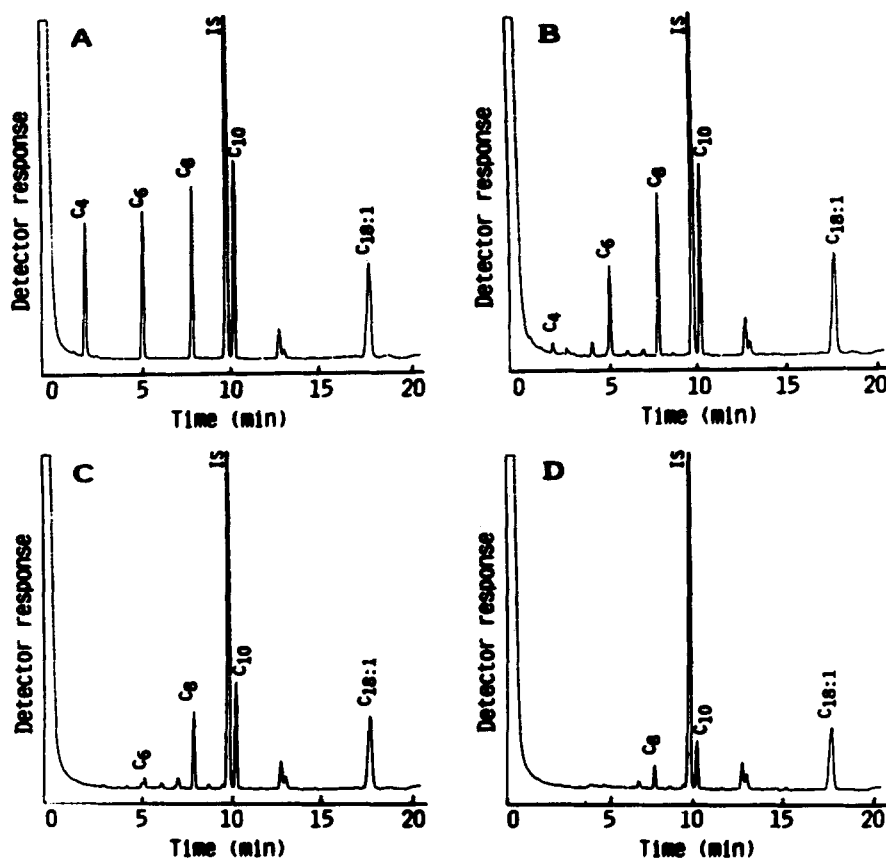 A
IS
C4
C6
C8
C10
C18:1
Detector response
0 5 10 15 20
Time (min)
B
IS
C4
C6
C8
C10
C18:1
Detector response
0 5 10 15 20
Time (min)
C
IS
C6
C8
C10
C18:1
Detector response
0 5 10 15 20
Time (min)
D
IS
C8
C10
C18:1
Detector response
0 5 10 15 20
Time (min)